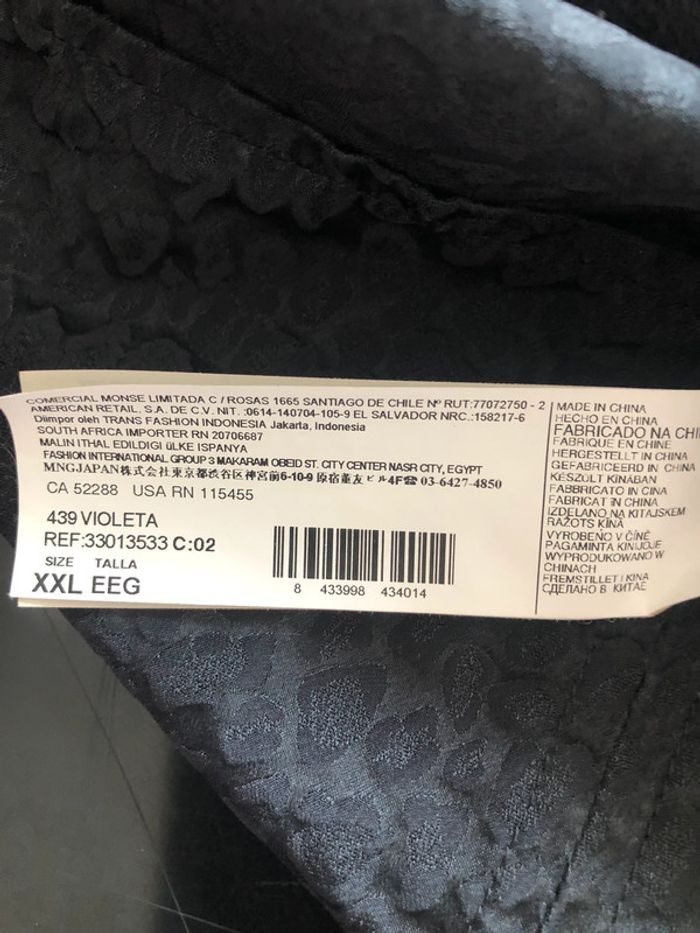 COMERCIAL MONSE LIMITADA C / ROSAS 1665 SANTIAGO DE CHILE Nº RUT:77072750 - 2
AMERICAN RETAIL. S.A. DE C.V. NIT. :0614-140704-105-9 EL SALVADOR NRC.:158217-6
Diimpor oleh TRANS FASHION INDONESIA Jakarta, Indonesia
SOUTH AFRICA IMPORTER RN 20706687
MALIN ITHAL EDILDIGI ÜLKE ISPANYA
FASHION INTERNATIONAL GROUP 3 MAKARAM OBEID ST. CITY CENTER NASR CITY, EGYPT
MNG JAPAN株式会社東京都渋谷区神宮前6-10-9 原宿董友ビル4F☎ 03-6427-4850
CA 52288 USA RN 115455
439 VIOLETA
REF:33013533 C:02
SIZE TALLA
XXL EEG
8 433998 434014
MADE IN CHINA
HECHO EN CHINA
FABRICADO NA CHI
FABRIQUE EN CHINE
HERGESTELLT IN CHINA
GEFABRICEERD IN CHINA
KÉSZÜLT KÍNÁBAN
FABBRICATO IN CINA
FABRICAT IN CHINA
IZDELANO NA KITAJSKEM
RAŽOTS ĶĪNĀ
VYROBENO V ČÍNĚ
PAGAMINTA KINIJOJE
WYPRODUKOWANO W
CHINACH
FREMSTILLET I KINA
СДЕЛАНО В КИТАЕ